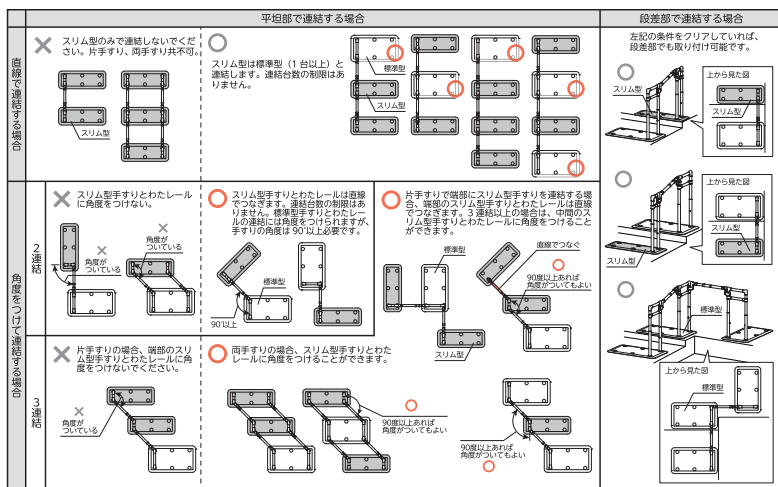 平坦部で連結する場合
段差部で連結する場合
直線で連結する場合
スリム型のみで連結しないでくだ
さい。片手すり、両手すり共不可。
スリム型
スリム型は標準型（1 台以上）と
連結します。連結台数の制限はあ
りません。
標準型
スリム型
左記の条件をクリアしていれば、
段差部でも取り付け可能です。
スリム型
上から見た図
スリム型
上から見た図
スリム型
標準型
上から見た図
標準型
角度をつけて連結する場合
2連結
スリム型手すりとわたレール
に角度をつけない。
角度が
ついている
角度が
ついている
スリム型手すりとわたレールは直線
でつなぎます。連結台数の制限はあ
りません。標準型手すりとわたレー
ルの連結には角度をつけられますが、
手すりの角度は 90°以上必要です。
標準型
90°以上
片手すりで端部にスリム型手すりを連結する場
合、端部のスリム型手すりとわたレールは直線
でつなぎます。3 連結以上の場合は、中間のス
リム型手すりとわたレールに角度をつけること
ができます。
標準型
直線でつなぐ
90度以上あれば
角度がついてもよい
スリム型
3連結
片手すりの場合、端部のスリ
ム型手すりとわたレールに角
度をつけないでください。
角度が
ついている
両手すりの場合、スリム型手すりとわた
レールに角度をつけることができます。
90度以上あれば
角度がついてもよい
90度以上あれば
角度がついてもよい